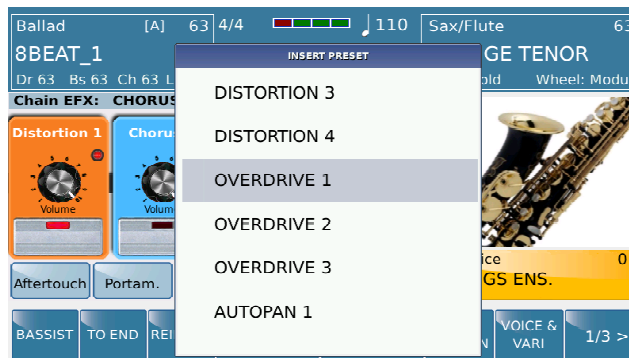 Ballad [A] 63 4/4 110 Sax/Flute
8BEAT_1 GE TENOR
Dr 63 Bs 63 Ch 63 Wheel: Modu
INSERT PRESET
Chain EFX: CHORUS
DISTORTION 3
DISTORTION 4
OVERDRIVE 1
OVERDRIVE 2
OVERDRIVE 3
AUTOPAN 1
Distortion 1 Choru
Volume Volum
Aftertouch Portam.
ice 0
GS ENS.
BASSIST TO END REI N VOICE & VARI 1/3 >